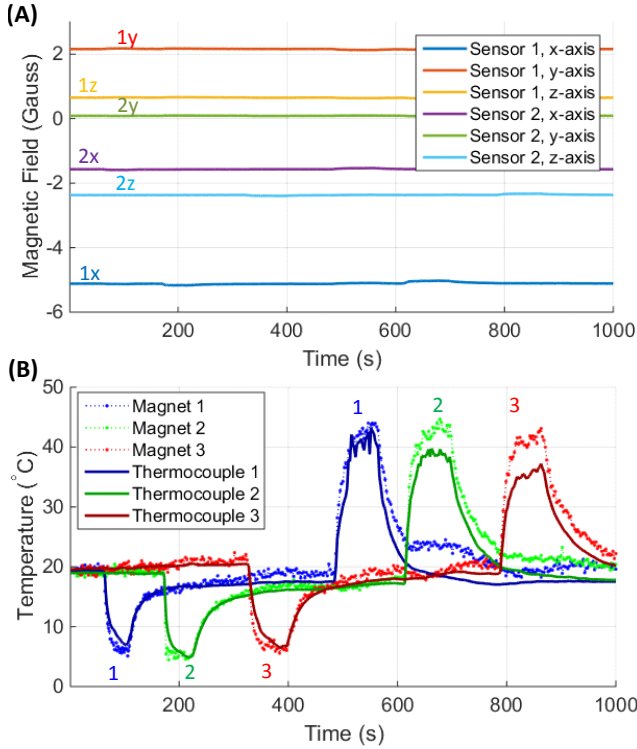 (A)
1y
1z
2y
2x
2z
1x
Sensor 1, x-axis
Sensor 1, y-axis
Sensor 1, z-axis
Sensor 2, x-axis
Sensor 2, y-axis
Sensor 2, z-axis
Magnetic Field (Gauss)
2
0
-2
-4
-6
200 400 600 800 1000
Time (s)
(B)
Magnet 1
Magnet 2
Magnet 3
Thermocouple 1
Thermocouple 2
Thermocouple 3
1 2 3
1 2 3
Temperature (°C)
50
40
30
20
10
0
200 400 600 800 1000
Time (s)